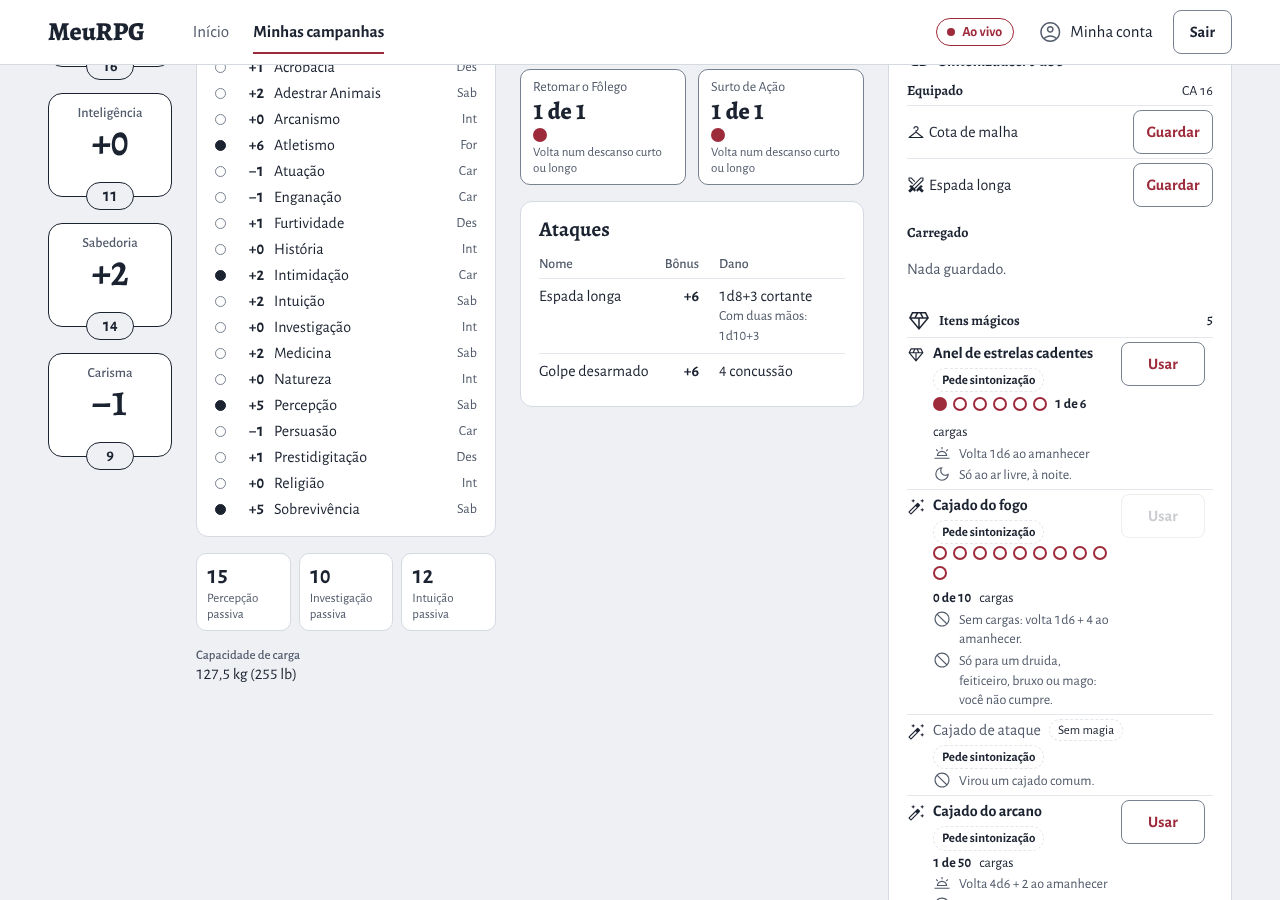 MeuRPG
Início
Minhas campanhas
Ao vivo
Minha conta
Sair
16
Inteligência
+0
11
Sabedoria
+2
14
Carisma
−1
9
+1 Acrobacia Des
+2 Adestrar Animais Sab
+0 Arcanismo Int
+6 Atletismo For
−1 Atuação Car
−1 Enganação Car
+1 Furtividade Des
+0 História Int
+2 Intimidação Car
+2 Intuição Sab
+0 Investigação Int
+2 Medicina Sab
+0 Natureza Int
+5 Percepção Sab
−1 Persuasão Car
+1 Prestidigitação Des
+0 Religião Int
+5 Sobrevivência Sab
15
Percepção
passiva
10
Investigação
passiva
12
Intuição
passiva
Capacidade de carga
127,5 kg (255 lb)
Retomar o Fôlego
1 de 1
Volta num descanso curto
ou longo
Surto de Ação
1 de 1
Volta num descanso curto
ou longo
Ataques
Nome Bônus Dano
Espada longa +6 1d8+3 cortante
Com duas mãos:
1d10+3
Golpe desarmado +6 4 concussão
Equipado CA 16
Cota de malha Guardar
Espada longa Guardar
Carregado
Nada guardado.
Itens mágicos 5
Anel de estrelas cadentes Usar
Pede sintonização
1 de 6
cargas
Volta 1d6 ao amanhecer
Só ao ar livre, à noite.
Cajado do fogo Usar
Pede sintonização
0 de 10 cargas
Sem cargas: volta 1d6 + 4 ao
amanhecer.
Só para um druida,
feiticeiro, bruxo ou mago:
você não cumpre.
Cajado de ataque Sem magia
Pede sintonização
Virou um cajado comum.
Cajado do arcano Usar
Pede sintonização
1 de 50 cargas
Volta 4d6 + 2 ao amanhecer